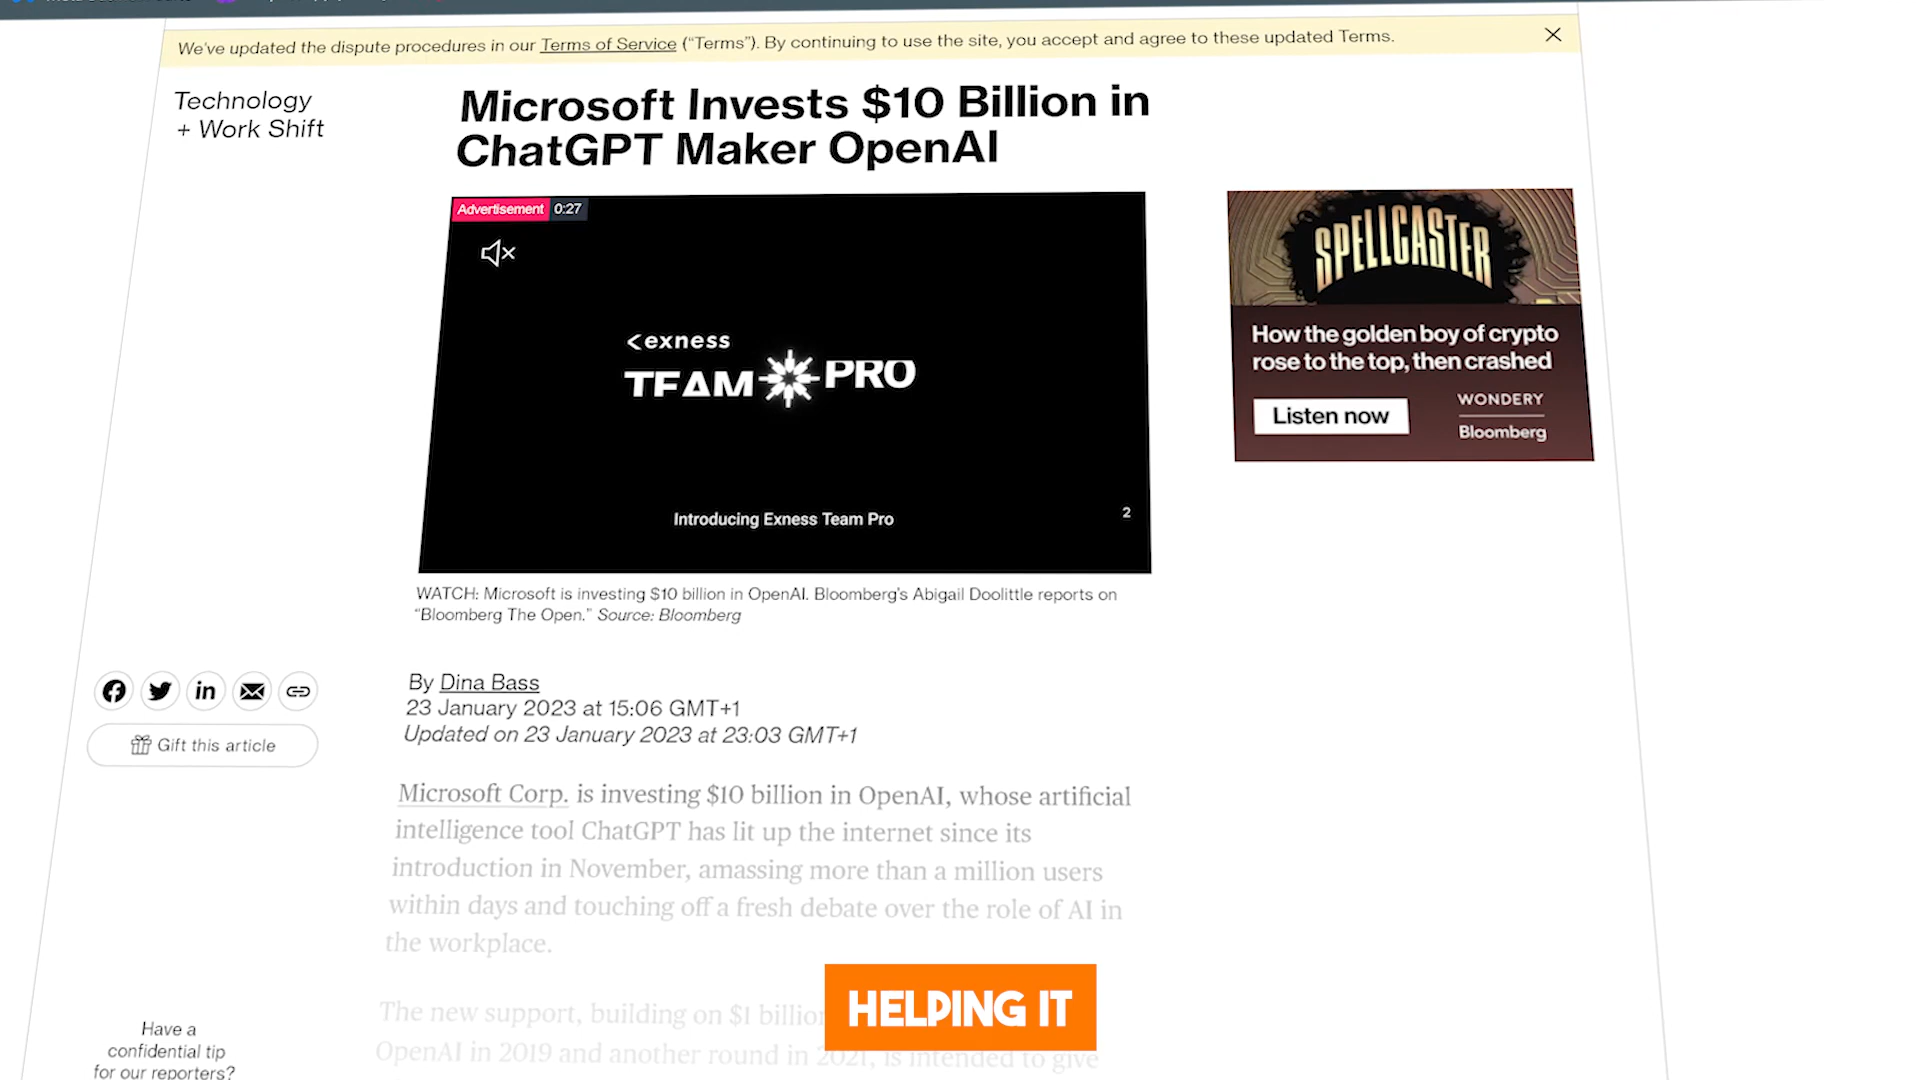 We've updated the dispute procedures in our Terms of Service (“Terms”). By continuing to use the site, you accept and agree to these updated Terms.
Technology
+ Work Shift
Microsoft Invests $10 Billion in
ChatGPT Maker OpenAI
Advertisement 0:27
exness
TEAM PRO
Introducing Exness Team Pro
2
SPELLCASTER
How the golden boy of crypto
rose to the top, then crashed
Listen now
WONDERY
Bloomberg
WATCH: Microsoft is investing $10 billion in OpenAI. Bloomberg's Abigail Doolittle reports on
“Bloomberg The Open.” Source: Bloomberg
By Dina Bass
23 January 2023 at 15:06 GMT+1
Updated on 23 January 2023 at 23:03 GMT+1
Gift this article
Microsoft Corp. is investing $10 billion in OpenAI, whose artificial
intelligence tool ChatGPT has lit up the internet since its
introduction in November, amassing more than a million users
within days and touching off a fresh debate over the role of AI in
the workplace.
The new support, building on $1 billion
OpenAI in 2019 and another round in 2021, is intended to give
HELPING IT
Have a
confidential tip
for our reporters?